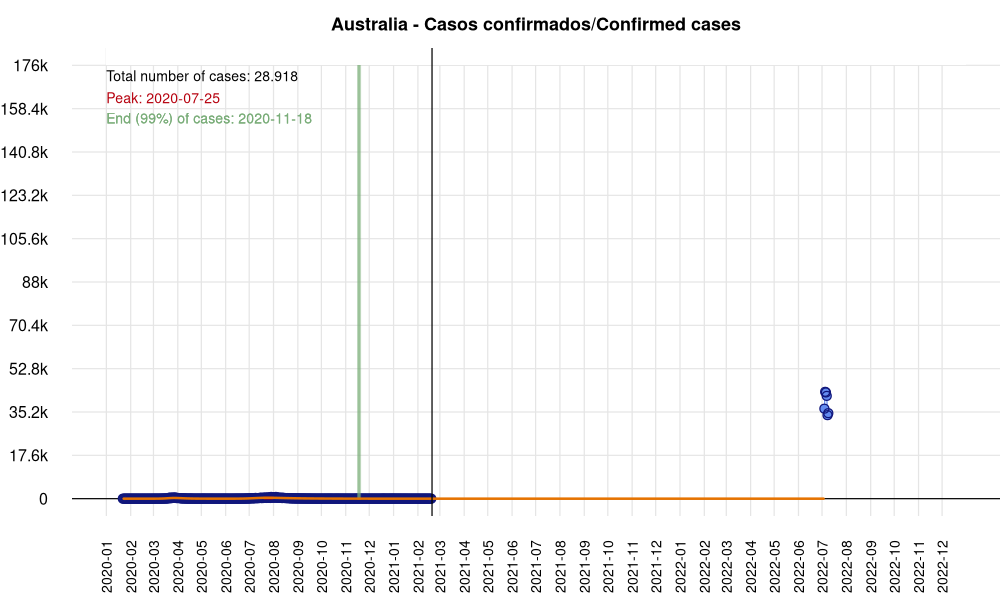 Australia - Casos confirmados/Confirmed cases
176k
158.4k
140.8k
123.2k
105.6k
88k
70.4k
52.8k
35.2k
17.6k
0
Total number of cases: 28.918
Peak: 2020-07-25
End (99%) of cases: 2020-11-18
2020-01
2020-02
2020-03
2020-04
2020-05
2020-06
2020-07
2020-08
2020-09
2020-10
2020-11
2020-12
2021-01
2021-02
2021-03
2021-04
2021-05
2021-06
2021-07
2021-08
2021-09
2021-10
2021-11
2021-12
2022-01
2022-02
2022-03
2022-04
2022-05
2022-06
2022-07
2022-08
2022-09
2022-10
2022-11
2022-12